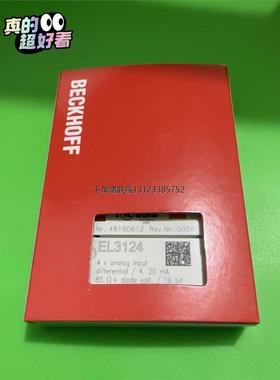 真的
超好看
BECKHOFF
下单请联系13123385752
Nr. 48190612 Rev.Nr.:0020
EL3124
4 x analog input
differential / 4..20 mA
85 Ω + diode volt. / 16 bit